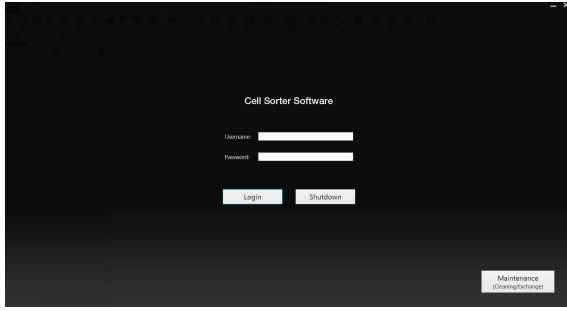 Cell Sorter Software
Username:
Password:
Login
Shutdown
Maintenance
(Cleaning/Exchange)